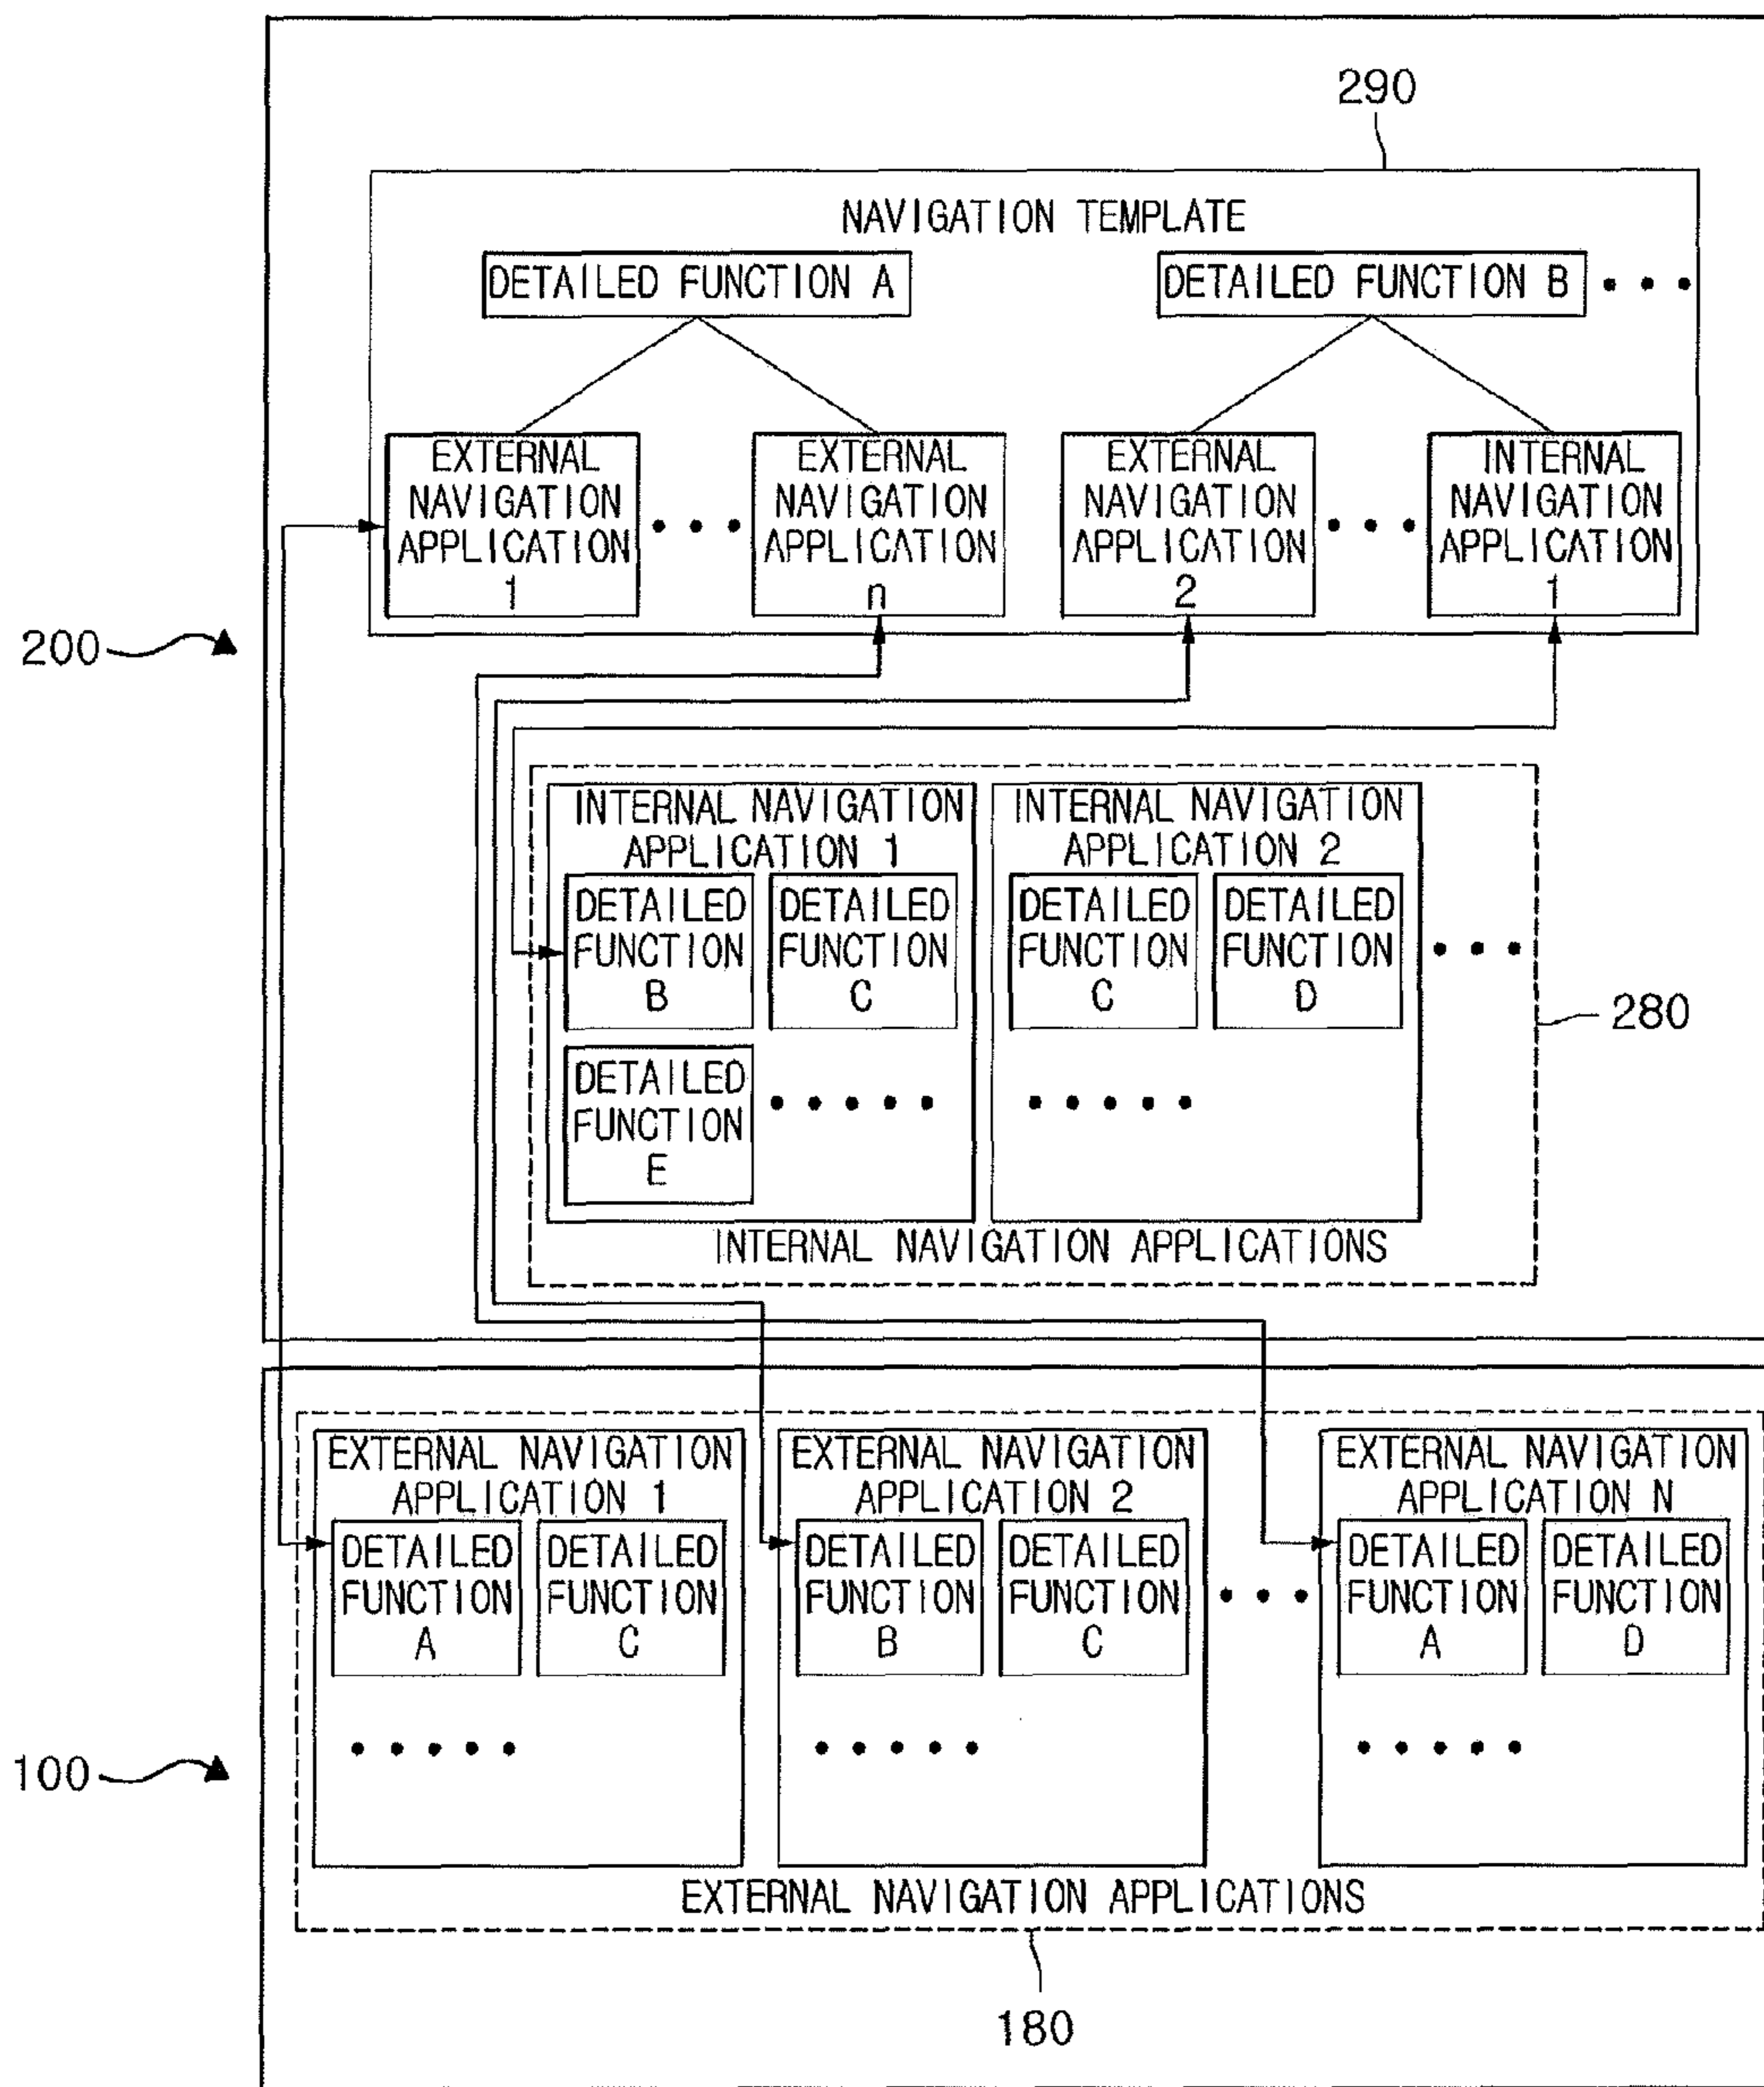 290
NAVIGATION TEMPLATE
DETAILED FUNCTION A
DETAILED FUNCTION B
EXTERNAL
NAVIGATION
APPLICATION
1
EXTERNAL
NAVIGATION
APPLICATION
n
EXTERNAL
NAVIGATION
APPLICATION
2
INTERNAL
NAVIGATION
APPLICATION
1
200
INTERNAL NAVIGATION
APPLICATION 1
DETAILED
FUNCTION
B
DETAILED
FUNCTION
C
DETAILED
FUNCTION
E
INTERNAL NAVIGATION
APPLICATION 2
DETAILED
FUNCTION
C
DETAILED
FUNCTION
D
280
INTERNAL NAVIGATION APPLICATIONS
EXTERNAL NAVIGATION
APPLICATION 1
DETAILED
FUNCTION
A
DETAILED
FUNCTION
C
EXTERNAL NAVIGATION
APPLICATION 2
DETAILED
FUNCTION
B
DETAILED
FUNCTION
C
EXTERNAL NAVIGATION
APPLICATION N
DETAILED
FUNCTION
A
DETAILED
FUNCTION
D
100
EXTERNAL NAVIGATION APPLICATIONS
180